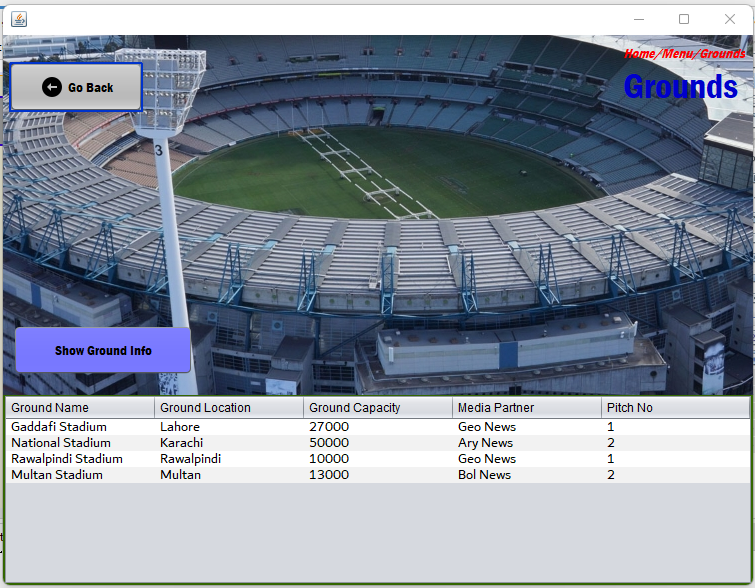 Home/Menu/Grounds
Go Back
Grounds
3
Show Ground Info
Ground Name Ground Location Ground Capacity Media Partner Pitch No
Gaddafi Stadium Lahore 27000 Geo News 1
National Stadium Karachi 50000 Ary News 2
Rawalpindi Stadium Rawalpindi 10000 Geo News 1
Multan Stadium Multan 13000 Bol News 2